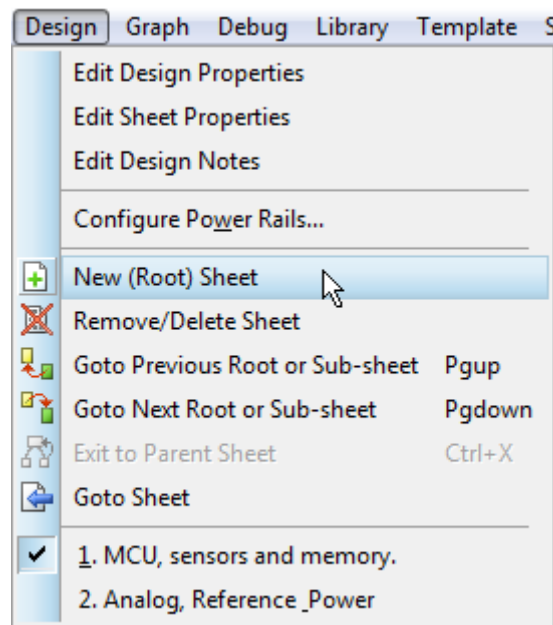 Design Graph Debug Library Template S
Edit Design Properties
Edit Sheet Properties
Edit Design Notes
Configure Power Rails...
New (Root) Sheet
Remove/Delete Sheet
Goto Previous Root or Sub-sheet Pgup
Goto Next Root or Sub-sheet Pgdown
Exit to Parent Sheet Ctrl+X
Goto Sheet
1. MCU, sensors and memory.
2. Analog, Reference _Power